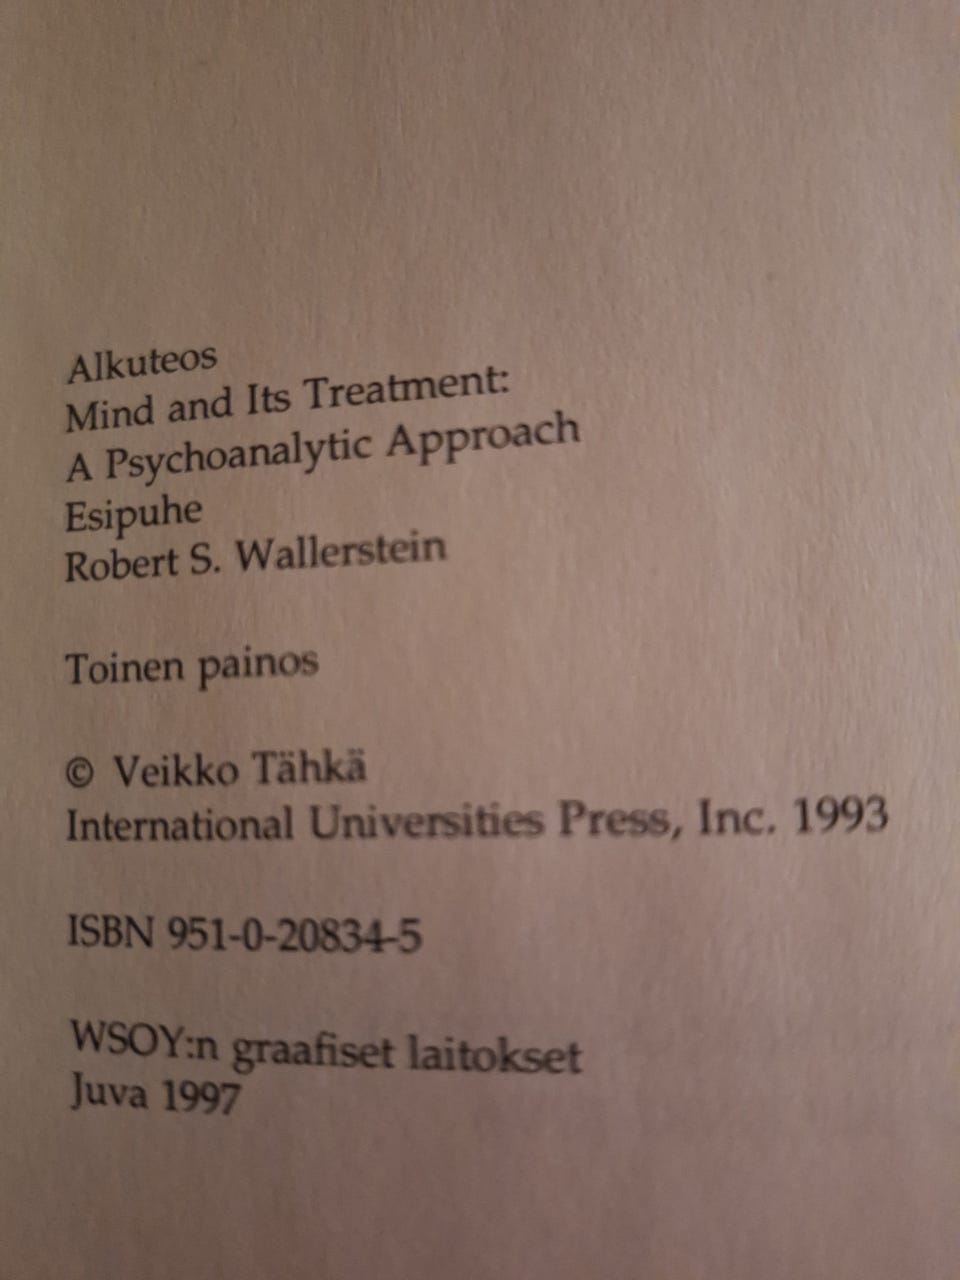 Alkuteos
Mind and Its Treatment:
A Psychoanalytic Approach
Esipuhe
Robert S. Wallerstein
Toinen painos
© Veikko Tähkä
International Universities Press, Inc. 1993
ISBN 951-0-20834-5
WSOY:n graafiset laitokset
Juva 1997